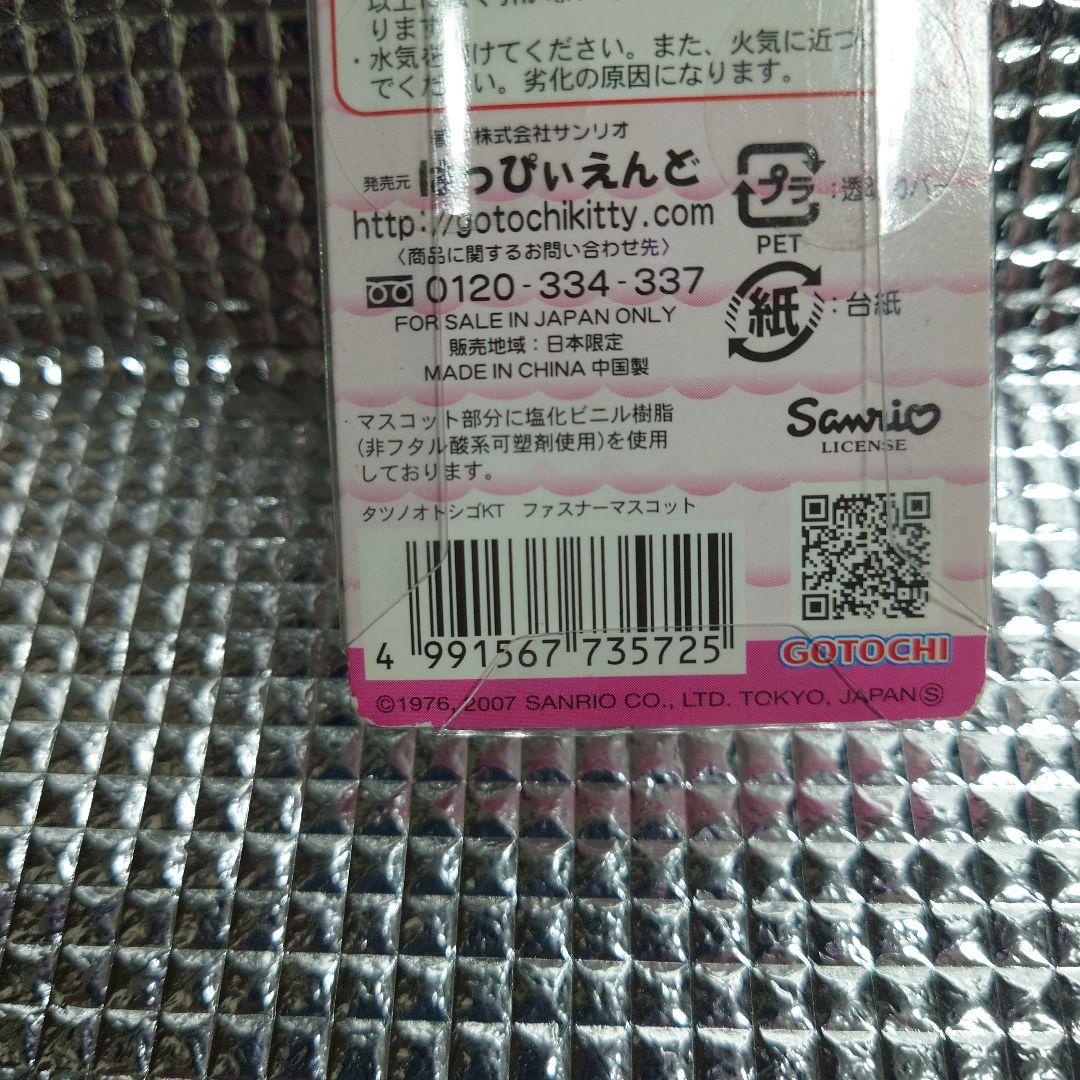 ります。
・水気を けてください。また、火気に近づ
でください。劣化の原因になります。
株式会社サンリオ
発売元 はっぴぃえんど
http://gotochikitty.com
〈商品に関するお問い合わせ先〉
0120-334-337
FOR SALE IN JAPAN ONLY
販売地域:日本限定
MADE IN CHINA 中国製
プラ
PET
紙 :台紙
マスコット部分に塩化ビニル樹脂
(非フタル酸系可塑剤使用)を使用
しております。
Sanrio
LICENSE
タツノオトシゴKT ファスナーマスコット
4 991567 735725
GOTOCHI
©1976, 2007 SANRIO CO., LTD. TOKYO, JAPAN Ⓢ